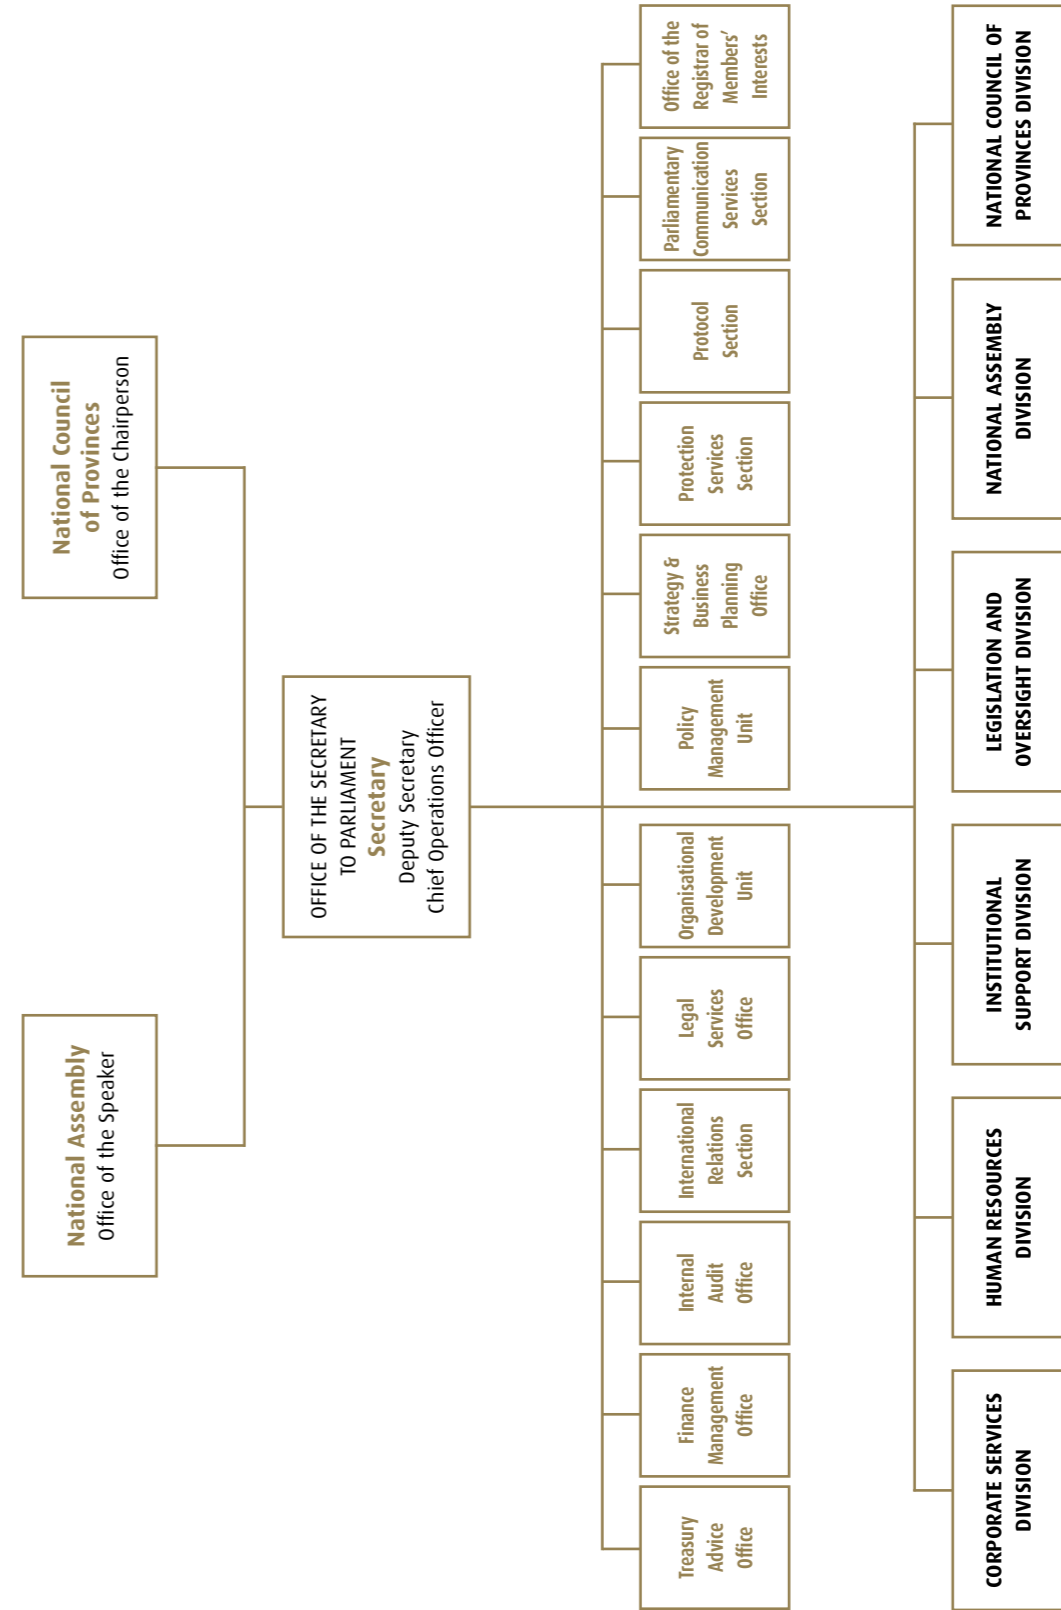 National Assembly
Office of the Speaker
National Council
of Provinces
Office of the Chairperson
OFFICE OF THE SECRETARY
TO PARLIAMENT
Secretary
Deputy Secretary
Chief Operations Officer
Treasury
Advice
Office
Finance
Management
Office
Internal
Audit
Office
International
Relations
Section
Legal
Services
Office
Organisational
Development
Unit
Policy
Management
Unit
Strategy &
Business
Planning
Office
Protection
Services
Section
Protocol
Section
Parliamentary
Communication
Services
Section
Office of the
Registrar of
Members'
Interests
CORPORATE SERVICES
DIVISION
HUMAN RESOURCES
DIVISION
INSTITUTIONAL
SUPPORT DIVISION
LEGISLATION AND
OVERSIGHT DIVISION
NATIONAL ASSEMBLY
DIVISION
NATIONAL COUNCIL OF
PROVINCES DIVISION